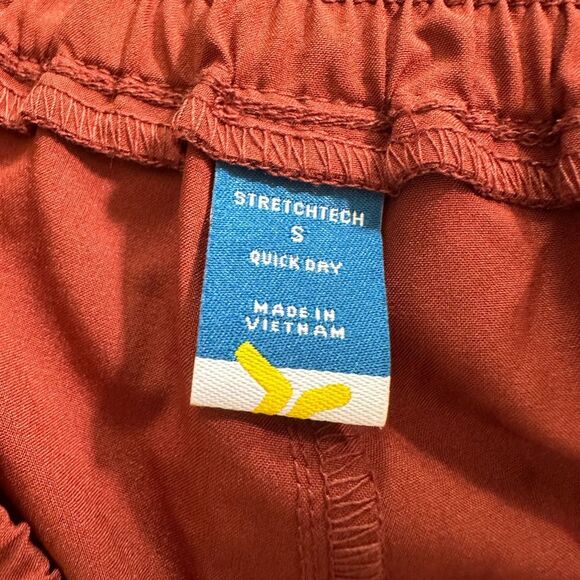 STRETCHTECH
S
QUICK DRY
MADE IN
VIETNAM